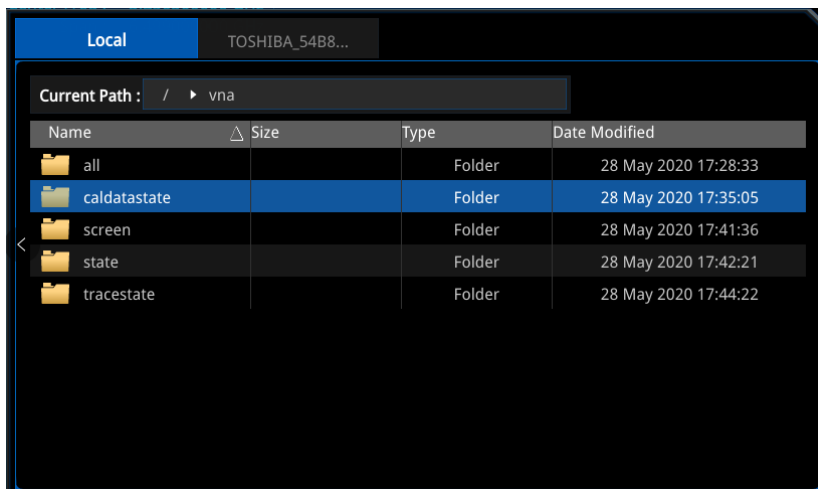 Local TOSHIBA_54B8...
Current Path : / vna
Name Size Type Date Modified
all Folder 28 May 2020 17:28:33
caldatastate Folder 28 May 2020 17:35:05
screen Folder 28 May 2020 17:41:36
state Folder 28 May 2020 17:42:21
tracestate Folder 28 May 2020 17:44:22